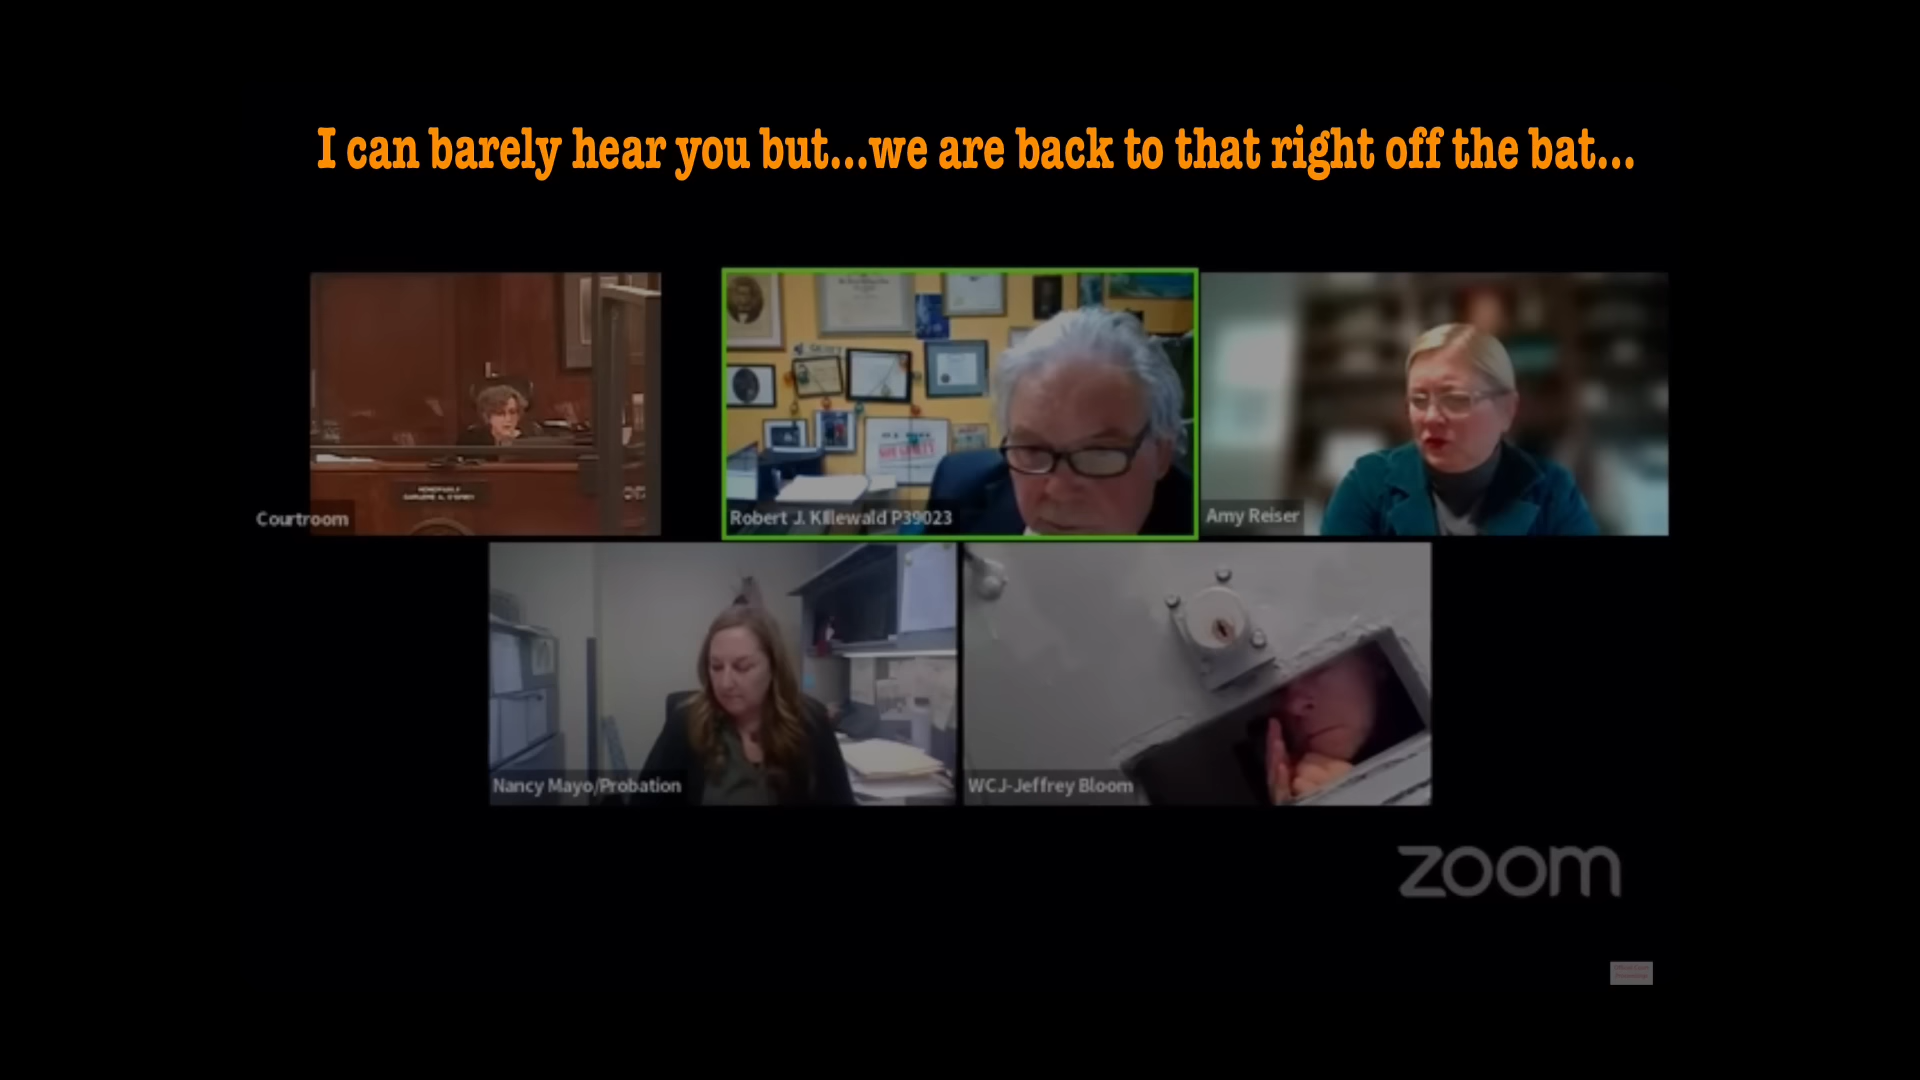 I can barely hear you but...we are back to that right off the bat...
Courtroom
Robert J. Killewald P39023
Amy Reiser
Nancy Mayo/Probation
WCJ-Jeffrey Bloom
zoom